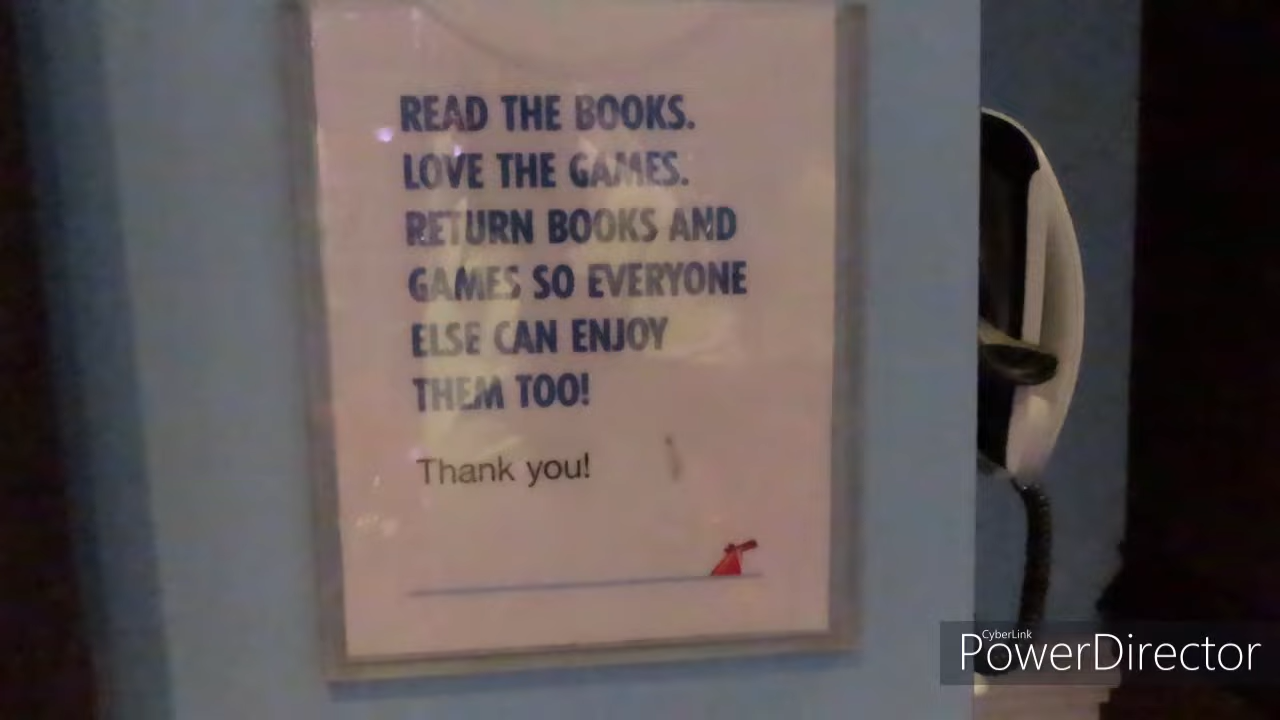 READ THE BOOKS.
LOVE THE GAMES.
RETURN BOOKS AND
GAMES SO EVERYONE
ELSE CAN ENJOY
THEM TOO!
Thank you!
CyberLink
PowerDirector